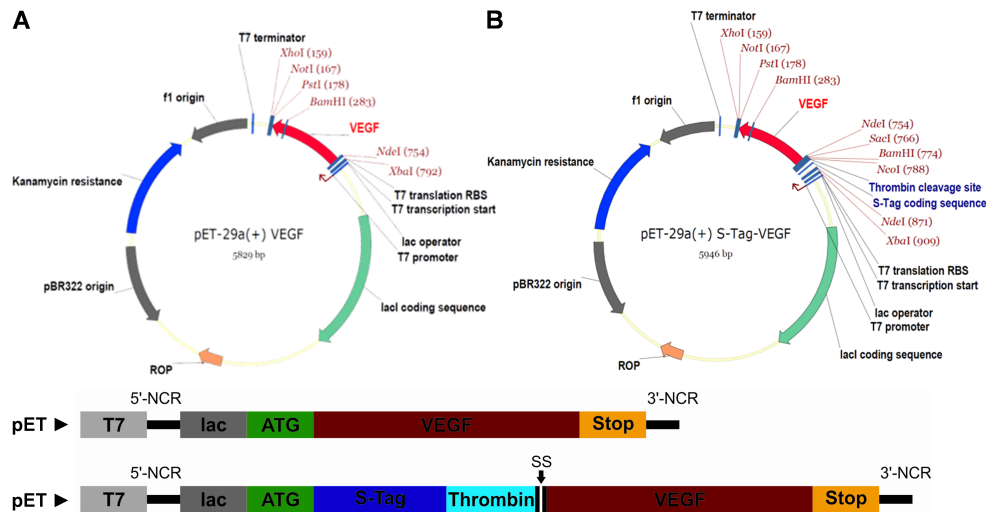 A
T7 terminator
XhoI (159)
NotI (167)
PstI (178)
BamHI (283)
f1 origin
VEGF
Kanamycin resistance
NdeI (754)
XbaI (792)
T7 translation RBS
T7 transcription start
pET-29a(+) VEGF
5829 bp
lac operator
T7 promoter
pBR322 origin
lacI coding sequence
ROP
B
T7 terminator
XhoI (159)
NotI (167)
PstI (178)
BamHI (283)
f1 origin
VEGF
NdeI (754)
SacI (766)
BamHI (774)
NcoI (788)
Kanamycin resistance
Thrombin cleavage site
S-Tag coding sequence
NdeI (871)
XbaI (909)
pET-29a(+) S-Tag-VEGF
5946 bp
T7 translation RBS
T7 transcription start
pBR322 origin
lac operator
T7 promoter
lacI coding sequence
ROP
5'-NCR 3'-NCR
pET ► T7 lac ATG VEGF Stop
SS
5'-NCR 3'-NCR
pET ► T7 lac ATG S-Tag Thrombin VEGF Stop